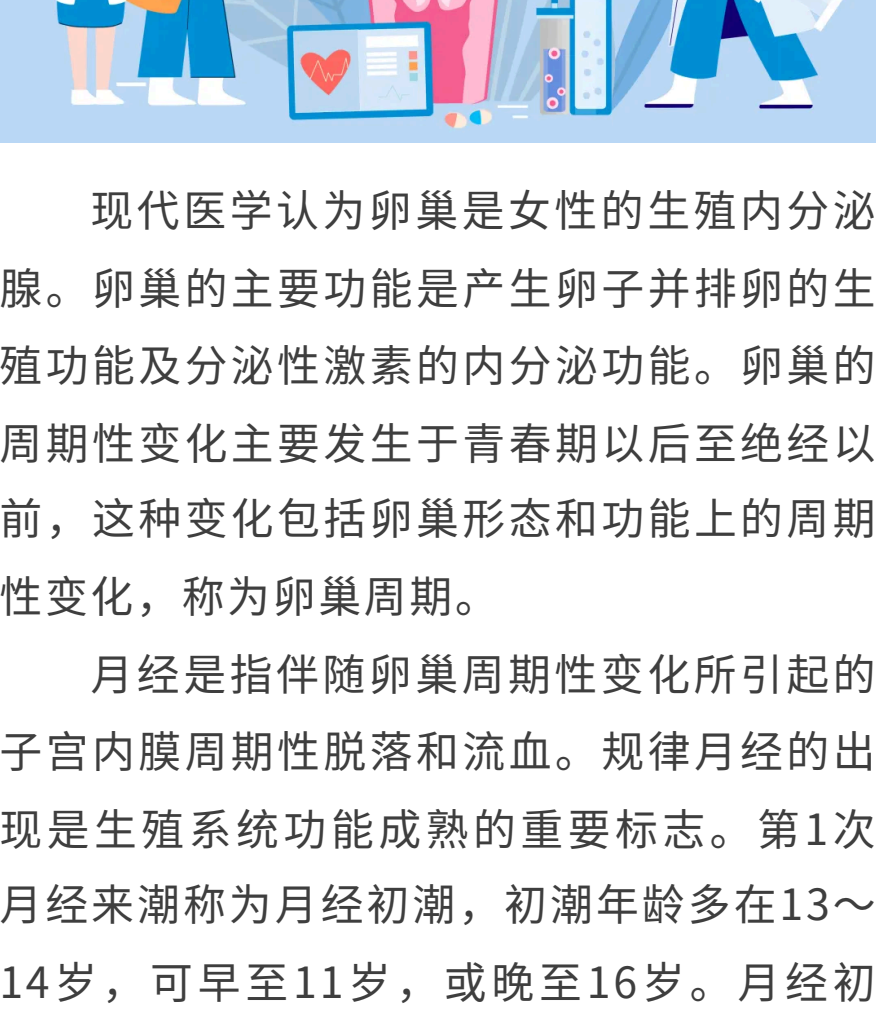 现代医学认为卵巢是女性的生殖内分泌
腺。卵巢的主要功能是产生卵子并排卵的生
殖功能及分泌性激素的内分泌功能。卵巢的
周期性变化主要发生于青春期以后至绝经以
前，这种变化包括卵巢形态和功能上的周期
性变化，称为卵巢周期。
月经是指伴随卵巢周期性变化所引起的
子宫内膜周期性脱落和流血。规律月经的出
现是生殖系统功能成熟的重要标志。第1次
月经来潮称为月经初潮，初潮年龄多在13～
14岁，可早至11岁，或晚至16岁。月经初